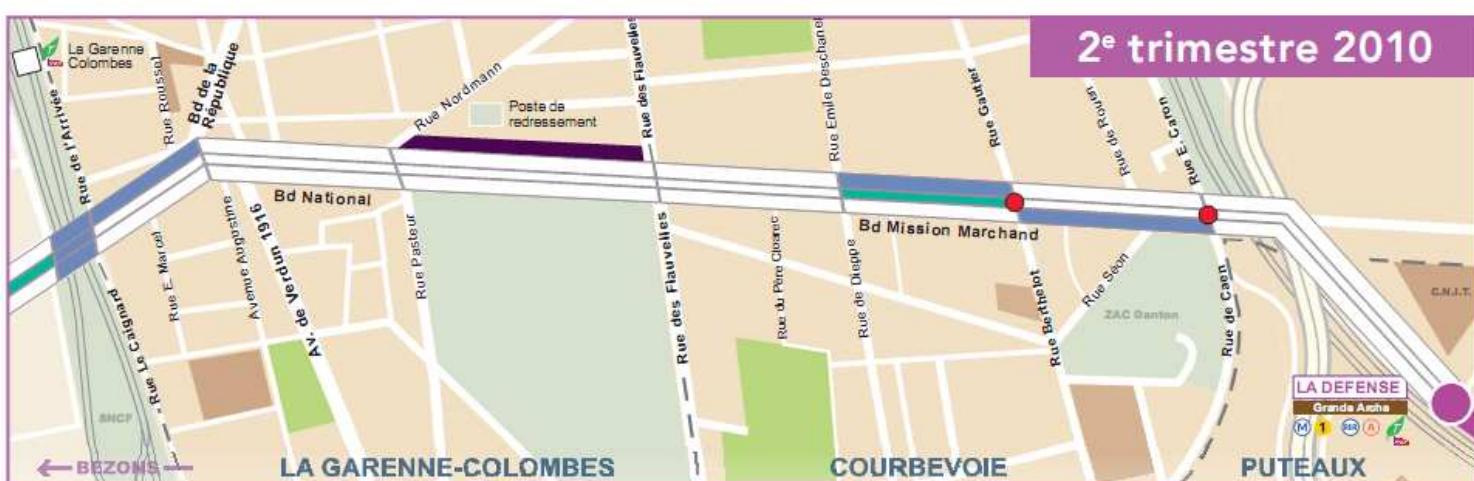 2e trimestre 2010
La Garenne
Colombes
Rue de l'Arrivée
Rue Roussel
Bd de la
République
Rue Nordmann
Poste de
redressement
Rue des Flauvelles
Rue Emile Deschanel
Rue Gautier
Rue de Rouen
Rue E. Caron
Bd National
Bd Mission Marchand
Rue Le Caignard
Rue E. Marcel
Avenue Augustine
Av. de Verdun 1916
Rue Pasteur
Rue des Flauvelles
Rue du Père Cloarec
Rue de Dieppe
Rue Berthelot
Rue Séon
ZAC Danton
Rue de Caen
C.N.I.T.
LA DEFENSE
Grande Arche
M 1 RER A T
SNCF
← BEZONS
LA GARENNE-COLOMBES
COURBEVOIE
PUTEAUX